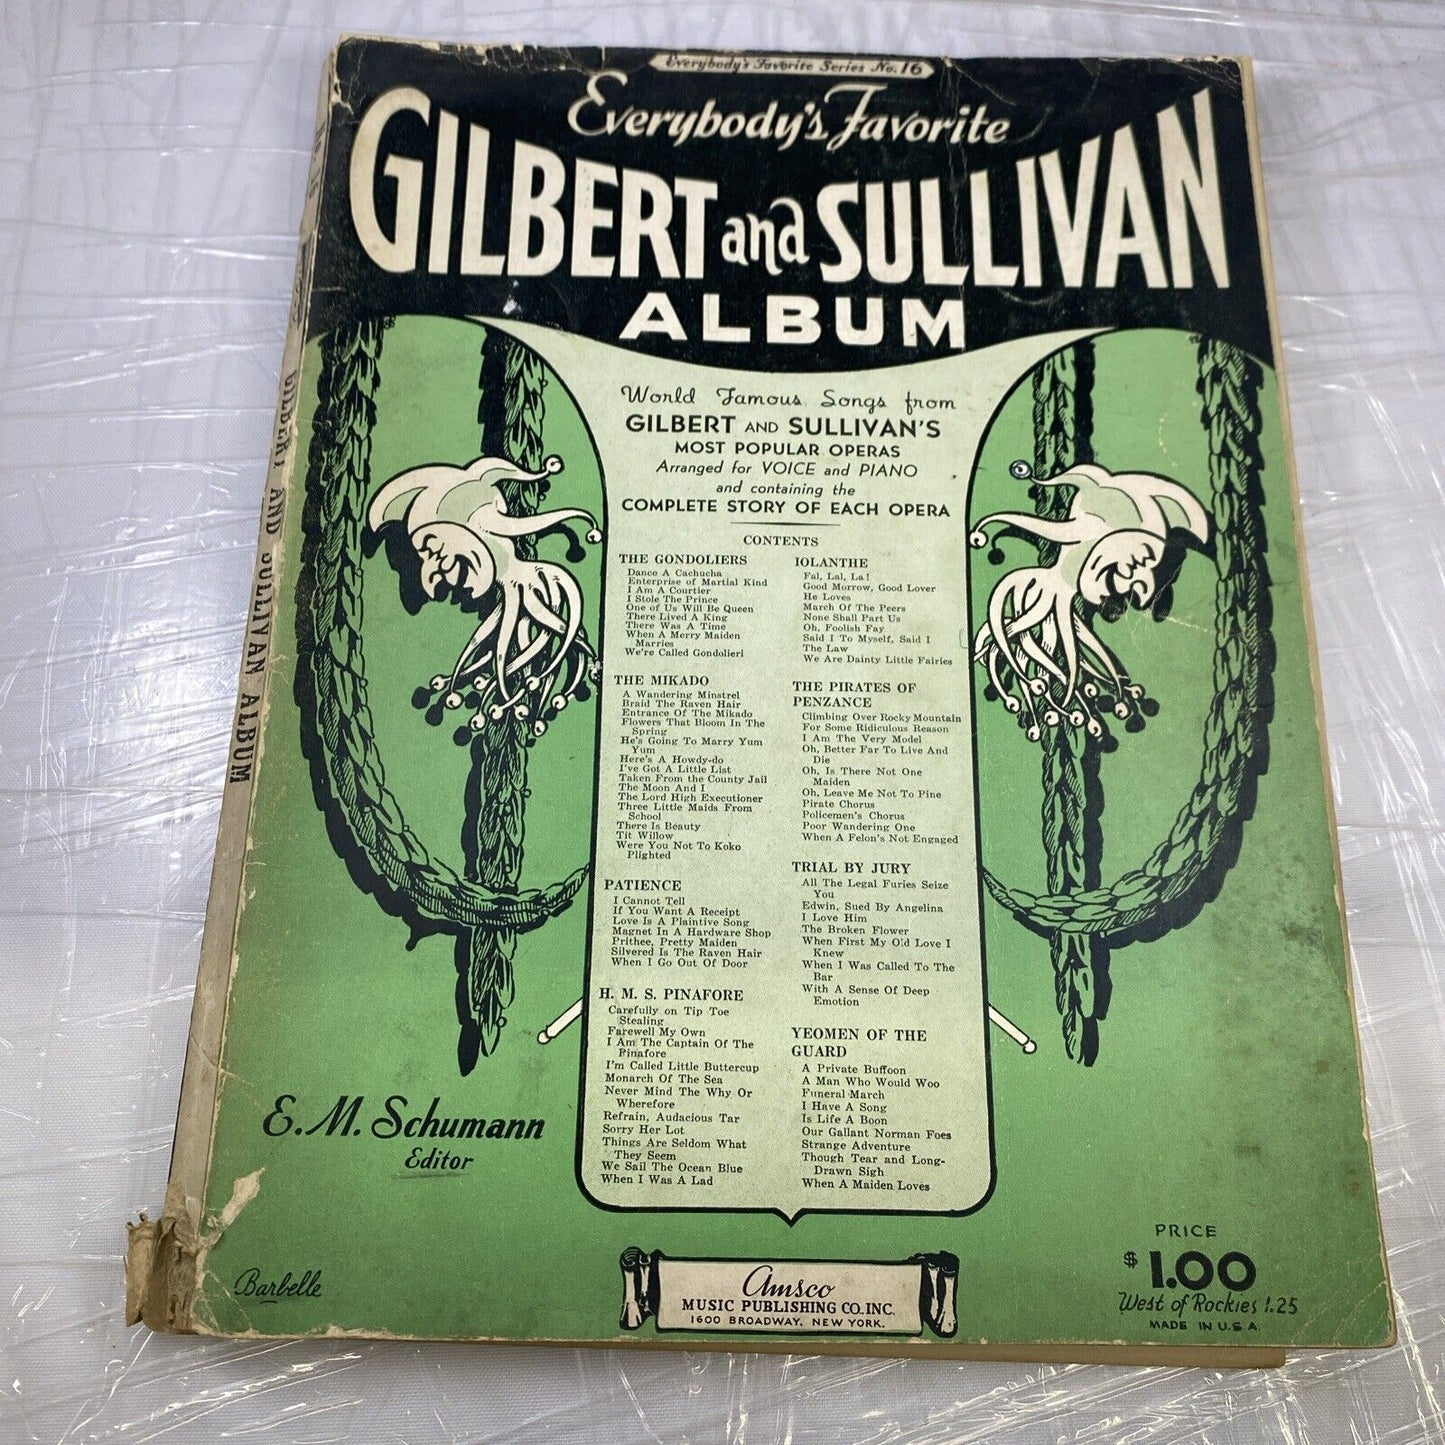 Everybody's Favorite Series No. 16
Everybody's Favorite
GILBERT and SULLIVAN
ALBUM
World Famous Songs from
GILBERT AND SULLIVAN'S
MOST POPULAR OPERAS
Arranged for VOICE and PIANO
and containing the
COMPLETE STORY OF EACH OPERA
CONTENTS
THE GONDOLIERS
Dance A Cachucha
Enterprise of Martial Kind
I Am A Courtier
I Stole The Prince
One of Us Will Be Queen
There Lived A King
There Was A Time
When A Merry Maiden
Marries
We're Called Gondolieri
THE MIKADO
A Wandering Minstrel
Braid The Raven Hair
Entrance Of The Mikado
Flowers That Bloom In The
Spring
He's Going To Marry Yum
Yum
Here's A Howdy-do
I've Got A Little List
Taken From the County Jail
The Moon And I
The Lord High Executioner
Three Little Maids From
School
There Is Beauty
Tit Willow
Were You Not To Koko
Plighted
PATIENCE
I Cannot Tell
If You Want A Receipt
Love Is A Plaintive Song
Magnet In A Hardware Shop
Prithee, Pretty Maiden
Silvered Is The Raven Hair
When I Go Out Of Door
H. M. S. PINAFORE
Carefully on Tip Toe
Stealing
Farewell My Own
I Am The Captain Of The
Pinafore
I'm Called Little Buttercup
Monarch Of The Sea
Never Mind The Why Or
Wherefore
Refrain, Audacious Tar
Sorry Her Lot
Things Are Seldom What
They Seem
We Sail The Ocean Blue
When I Was A Lad
IOLANTHE
Fal, Lal, La!
Good Morrow, Good Lover
He Loves
March Of The Peers
None Shall Part Us
Oh, Foolish Fay
Said I To Myself, Said I
The Law
We Are Dainty Little Fairies
THE PIRATES OF
PENZANCE
Climbing Over Rocky Mountain
For Some Ridiculous Reason
I Am The Very Model
Oh, Better Far To Live And
Die
Oh, Is There Not One
Maiden
Oh, Leave Me Not To Pine
Pirate Chorus
Policemen's Chorus
Poor Wandering One
When A Felon's Not Engaged
TRIAL BY JURY
All The Legal Furies Seize
You
Edwin, Sued By Angelina
I Love Him
The Broken Flower
When First My Old Love I
Knew
When I Was Called To The
Bar
With A Sense Of Deep
Emotion
YEOMEN OF THE
GUARD
A Private Buffoon
A Man Who Would Woo
Funeral March
I Have A Song
Is Life A Boon
Our Gallant Norman Foes
Strange Adventure
Though Tear and Long-
Drawn Sigh
When A Maiden Loves
E. M. Schumann
Editor
Barbelle
Amsco
MUSIC PUBLISHING CO. INC.
1600 BROADWAY, NEW YORK.
PRICE
$1.00
West of Rockies 1.25
MADE IN U.S.A.
GILBERT AND SULLIVAN ALBUM